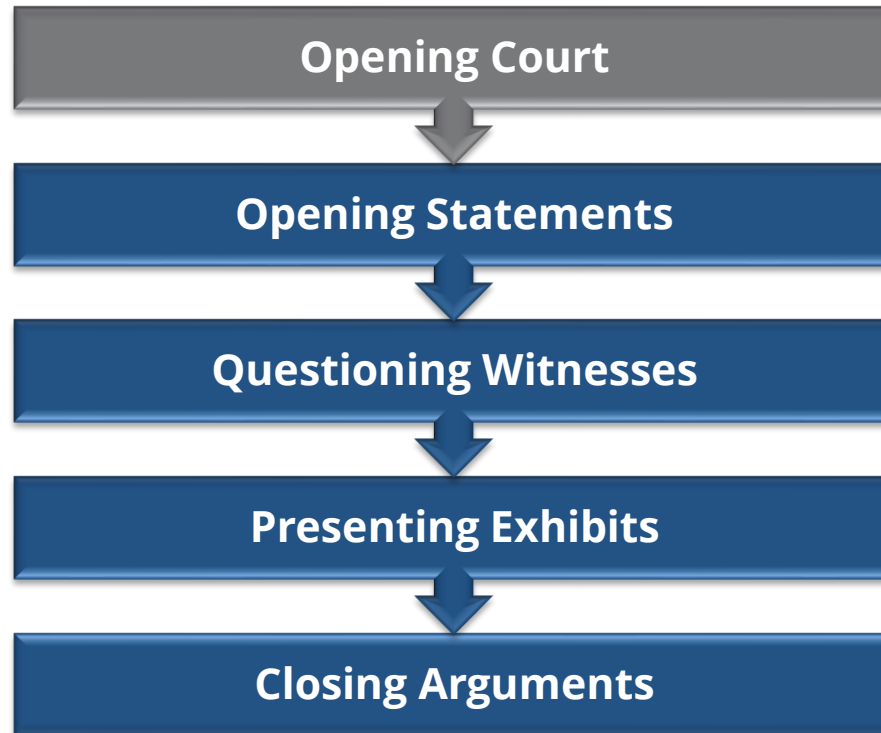 Opening Court
Opening Statements
Questioning Witnesses
Presenting Exhibits
Closing Arguments